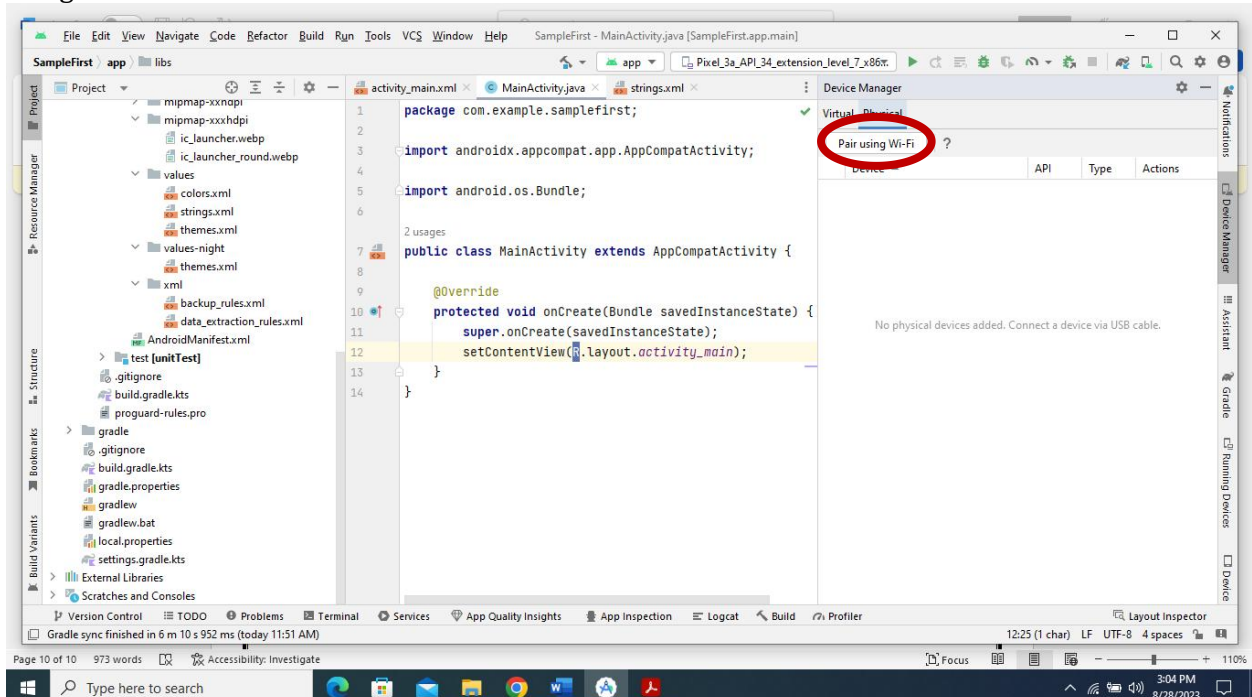 File Edit View Navigate Code Refactor Build Run Tools VCS Window Help SampleFirst - MainActivity.java [SampleFirst.app.main]
SampleFirst app libs
app Pixel_3a_API_34_extension_level_7_x86
Project
activity_main.xml MainActivity.java strings.xml
Device Manager
Virtual Physical
Pair using Wi-Fi ?
Device API Type Actions
No physical devices added. Connect a device via USB cable.
Project
Resource Manager
Structure
Bookmarks
Build Variants
mipmap-xxhdpi
mipmap-xxxhdpi
ic_launcher.webp
ic_launcher_round.webp
values
colors.xml
strings.xml
themes.xml
values-night
themes.xml
xml
backup_rules.xml
data_extraction_rules.xml
AndroidManifest.xml
test [unitTest]
.gitignore
build.gradle.kts
proguard-rules.pro
gradle
.gitignore
build.gradle.kts
gradle.properties
gradlew
gradlew.bat
local.properties
settings.gradle.kts
External Libraries
Scratches and Consoles
1 package com.example.samplefirst;
2
3 import androidx.appcompat.app.AppCompatActivity;
4
5 import android.os.Bundle;
6
2 usages
7 public class MainActivity extends AppCompatActivity {
8
9 @Override
10 protected void onCreate(Bundle savedInstanceState) {
11 super.onCreate(savedInstanceState);
12 setContentView(R.layout.activity_main);
13 }
14 }
Notifications
Device Manager
Assistant
Gradle
Running Devices
Device
Version Control TODO Problems Terminal Services App Quality Insights App Inspection Logcat Build Profiler Layout Inspector
Gradle sync finished in 6 m 10 s 952 ms (today 11:51 AM) 12:25 (1 char) LF UTF-8 4 spaces
Page 10 of 10 973 words Accessibility: Investigate Focus 110%
Type here to search
3:04 PM
8/28/2023